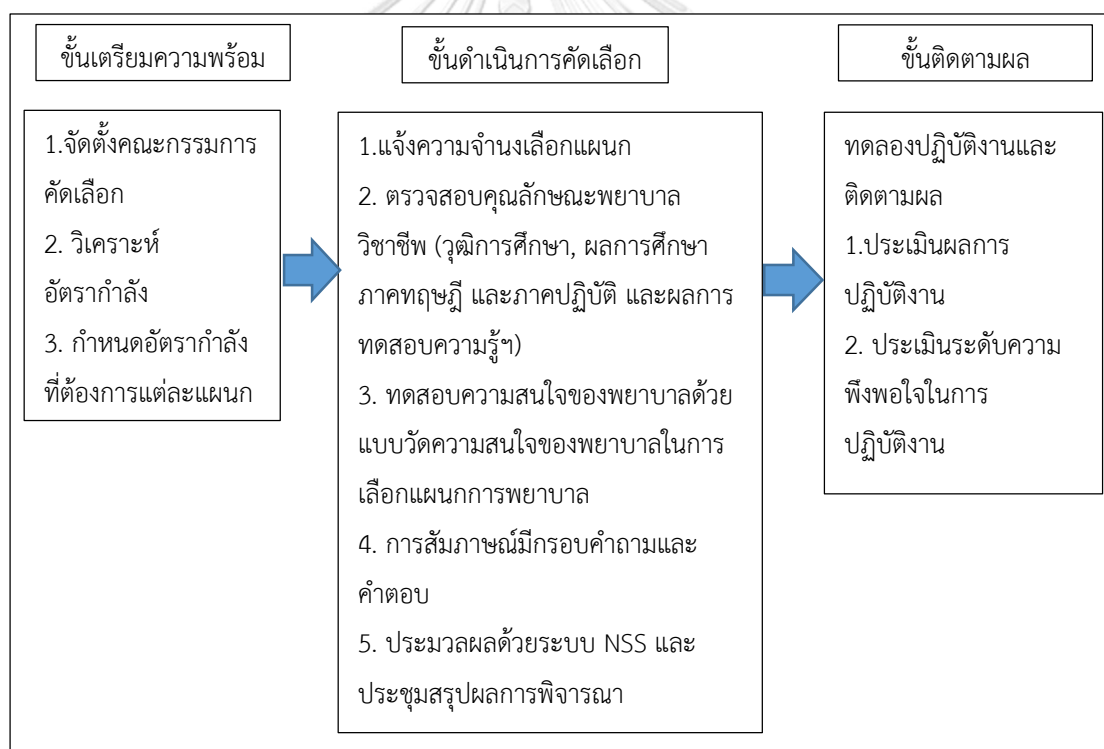 ขั้นเตรียมความพร้อม
1.จัดตั้งคณะกรรมการ
คัดเลือก
2. วิเคราะห์
อัตรากำลัง
3. กำหนดอัตรากำลัง
ที่ต้องการแต่ละแผนก
ขั้นดำเนินการคัดเลือก
1.แจ้งความจำนงเลือกแผนก
2. ตรวจสอบคุณลักษณะพยาบาล
วิชาชีพ (วุฒิการศึกษา, ผลการศึกษา
ภาคทฤษฎี และภาคปฏิบัติ และผลการ
ทดสอบความรู้ฯ)
3. ทดสอบความสนใจของพยาบาลด้วย
แบบวัดความสนใจของพยาบาลในการ
เลือกแผนกการพยาบาล
4. การสัมภาษณ์มีกรอบคำถามและ
คำตอบ
5. ประมวลผลด้วยระบบ NSS และ
ประชุมสรุปผลการพิจารณา
ขั้นติดตามผล
ทดลองปฏิบัติงานและ
ติดตามผล
1.ประเมินผลการ
ปฏิบัติงาน
2. ประเมินระดับความ
พึงพอใจในการ
ปฏิบัติงาน